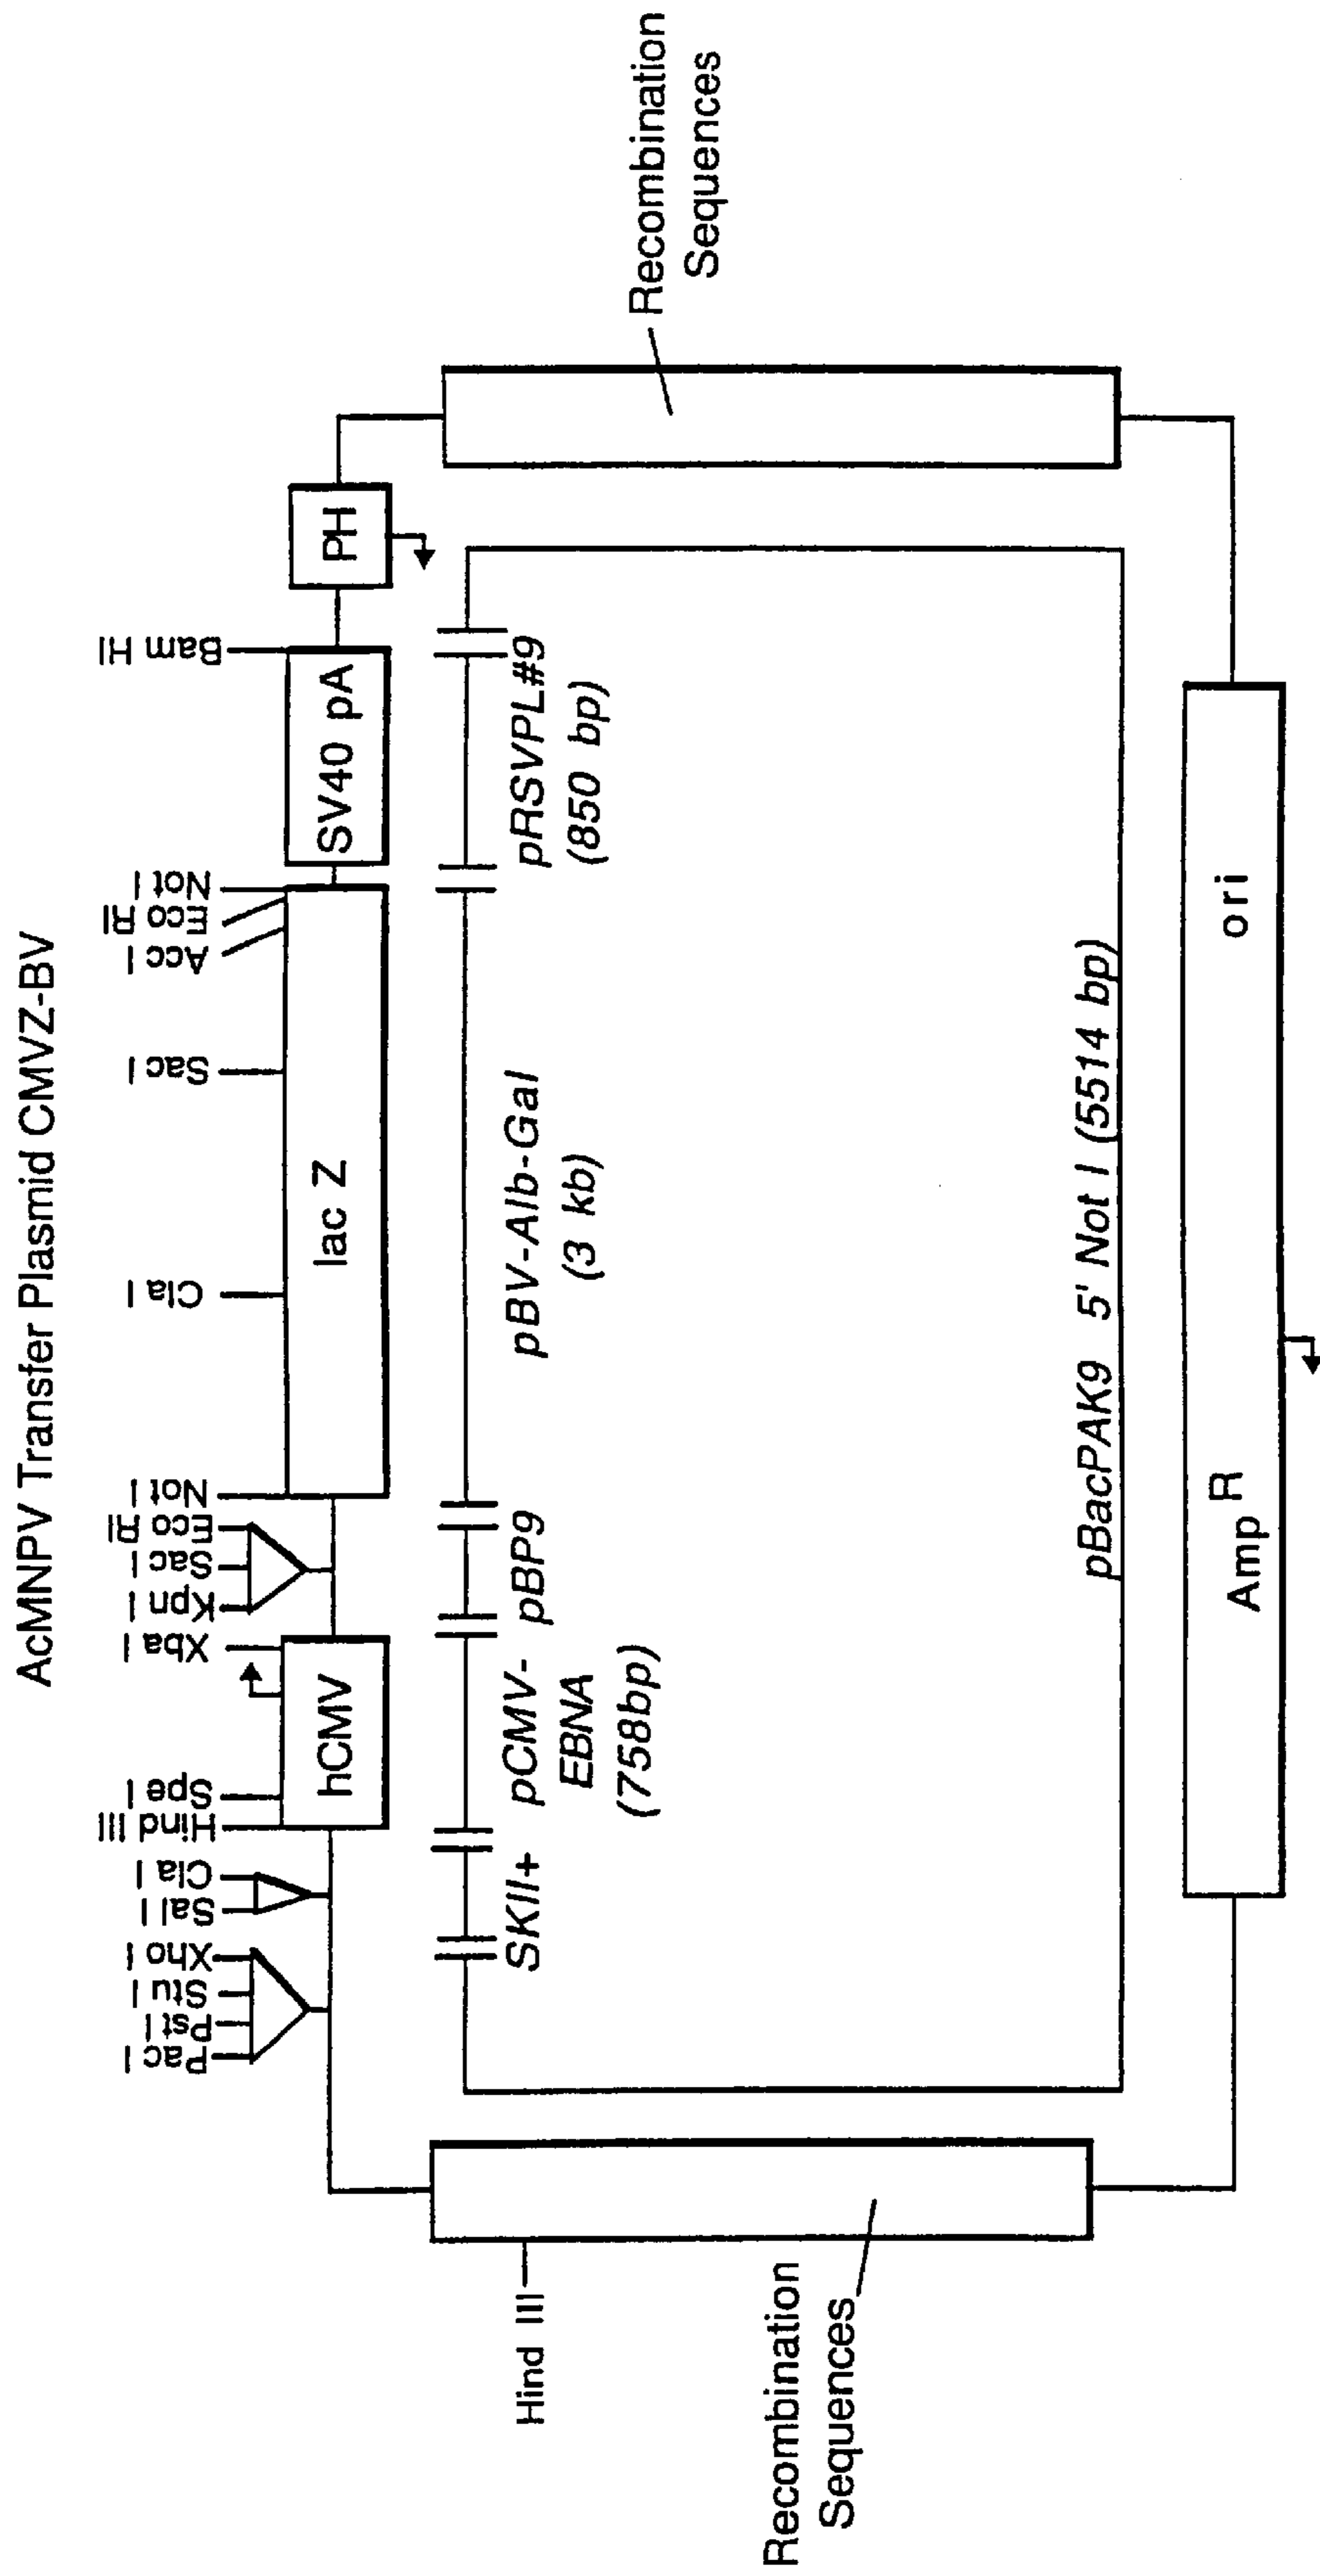 AcMNPV Transfer Plasmid CMVZ-BV
Pac I
Pst I
Stu I
Xho I
Sal I
Cla I
Hind III
Spe I
Xba I
Kpn I
Sac I
Eco RI
Not I
Cla I
Sac I
Acc I
Eco RI
Not I
Bam HI
hCMV
lac Z
SV40 pA
PH
SKII+
pCMV-
EBNA
(758bp)
pBP9
pBV-Alb-Gal
(3 kb)
pRSVPL#9
(850 bp)
Hind III
Recombination
Sequences
Recombination
Sequences
pBacPAK9 5' Not I (5514 bp)
Amp R
ori